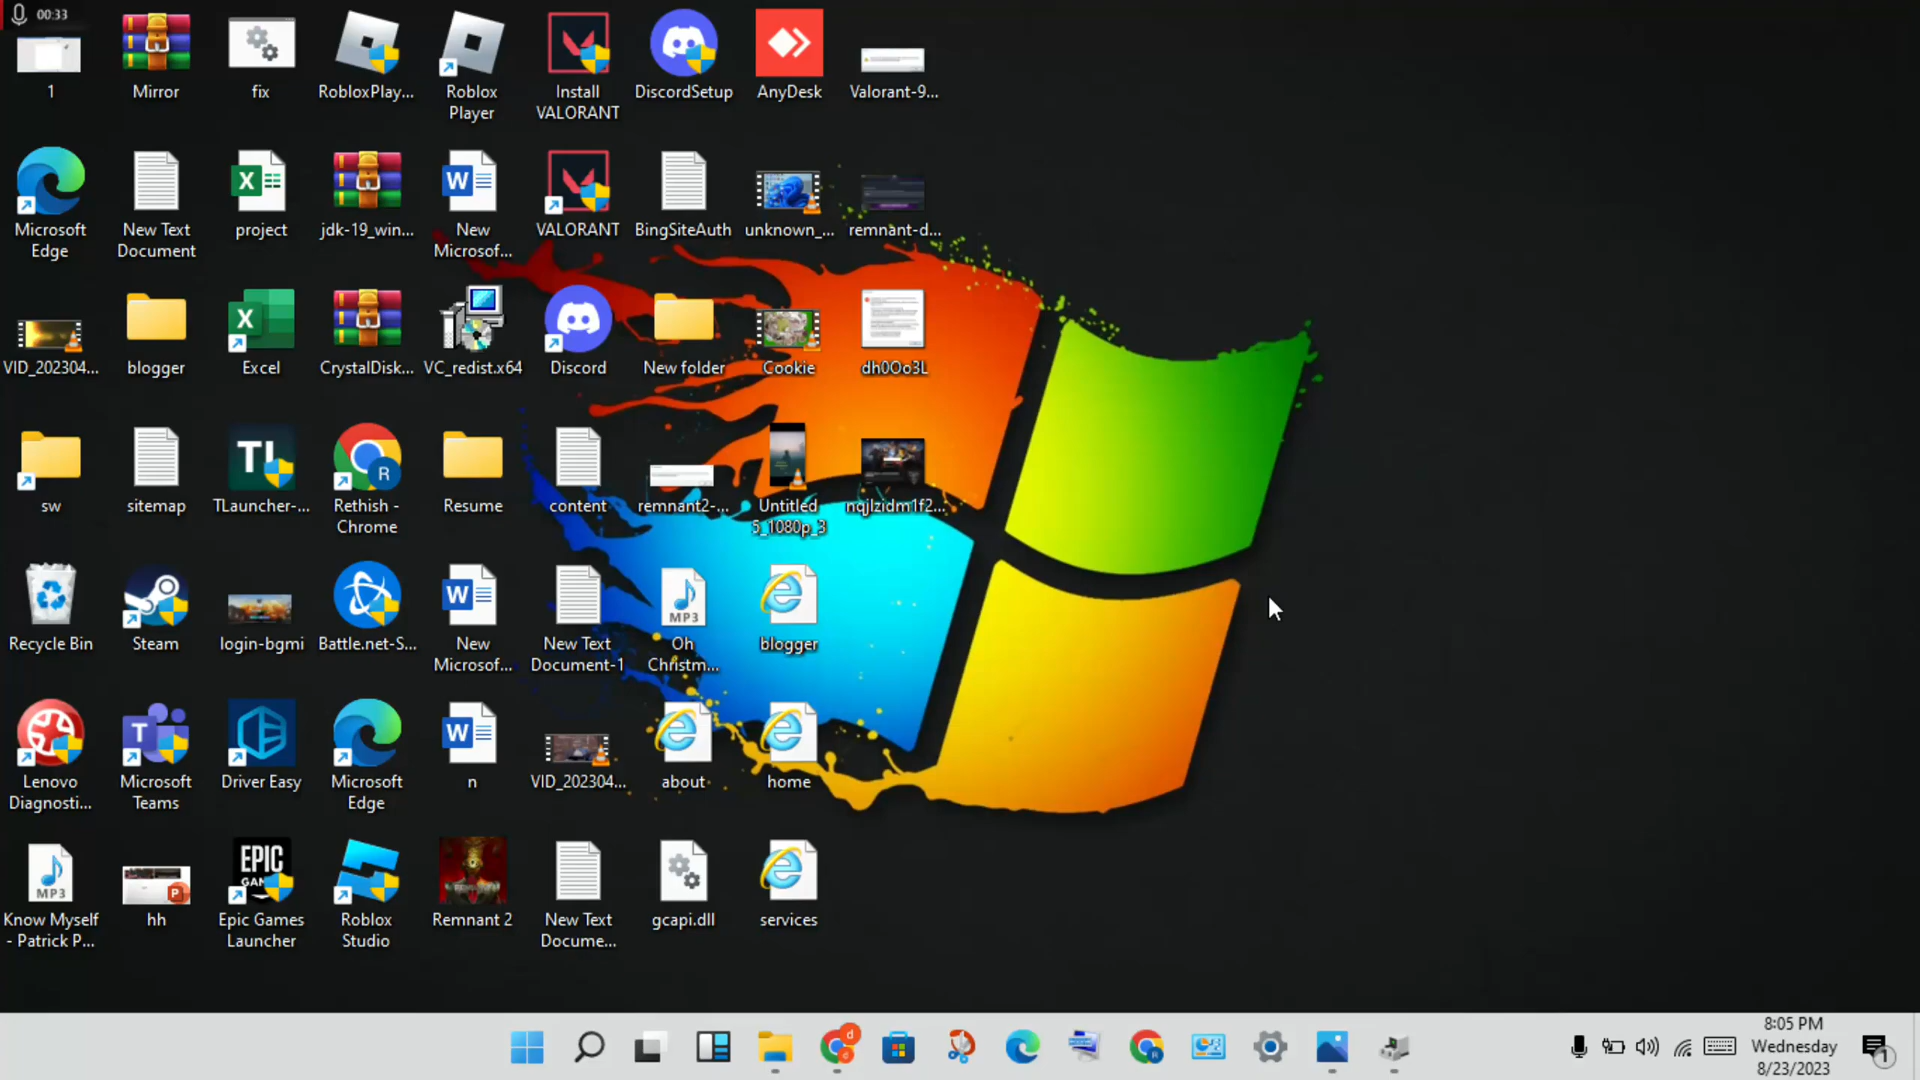 00:33
1
Mirror
fix
RobloxPlay...
Roblox
Player
Install
VALORANT
DiscordSetup
AnyDesk
Valorant-9...
Microsoft
Edge
New Text
Document
project
jdk-19_win...
New
Microsof...
VALORANT
BingSiteAuth
unknown_...
remnant-d...
VID_202304...
blogger
Excel
CrystalDisk...
VC_redist.x64
Discord
New folder
Cookie
dh0Oo3L
sw
sitemap
TLauncher-...
Rethish -
Chrome
Resume
content
remnant2-...
Untitled
5_1080p_3
nqjlzidm1f2...
Recycle Bin
Steam
login-bgmi
Battle.net-S...
New
Microsof...
New Text
Document-1
MP3
Oh
Christm...
blogger
Lenovo
Diagnosti...
Microsoft
Teams
Driver Easy
Microsoft
Edge
n
VID_202304...
about
home
MP3
Know Myself
- Patrick P...
hh
EPIC
Epic Games
Launcher
Roblox
Studio
Remnant 2
New Text
Docume...
gcapi.dll
services
8:05 PM
Wednesday
8/23/2023
1